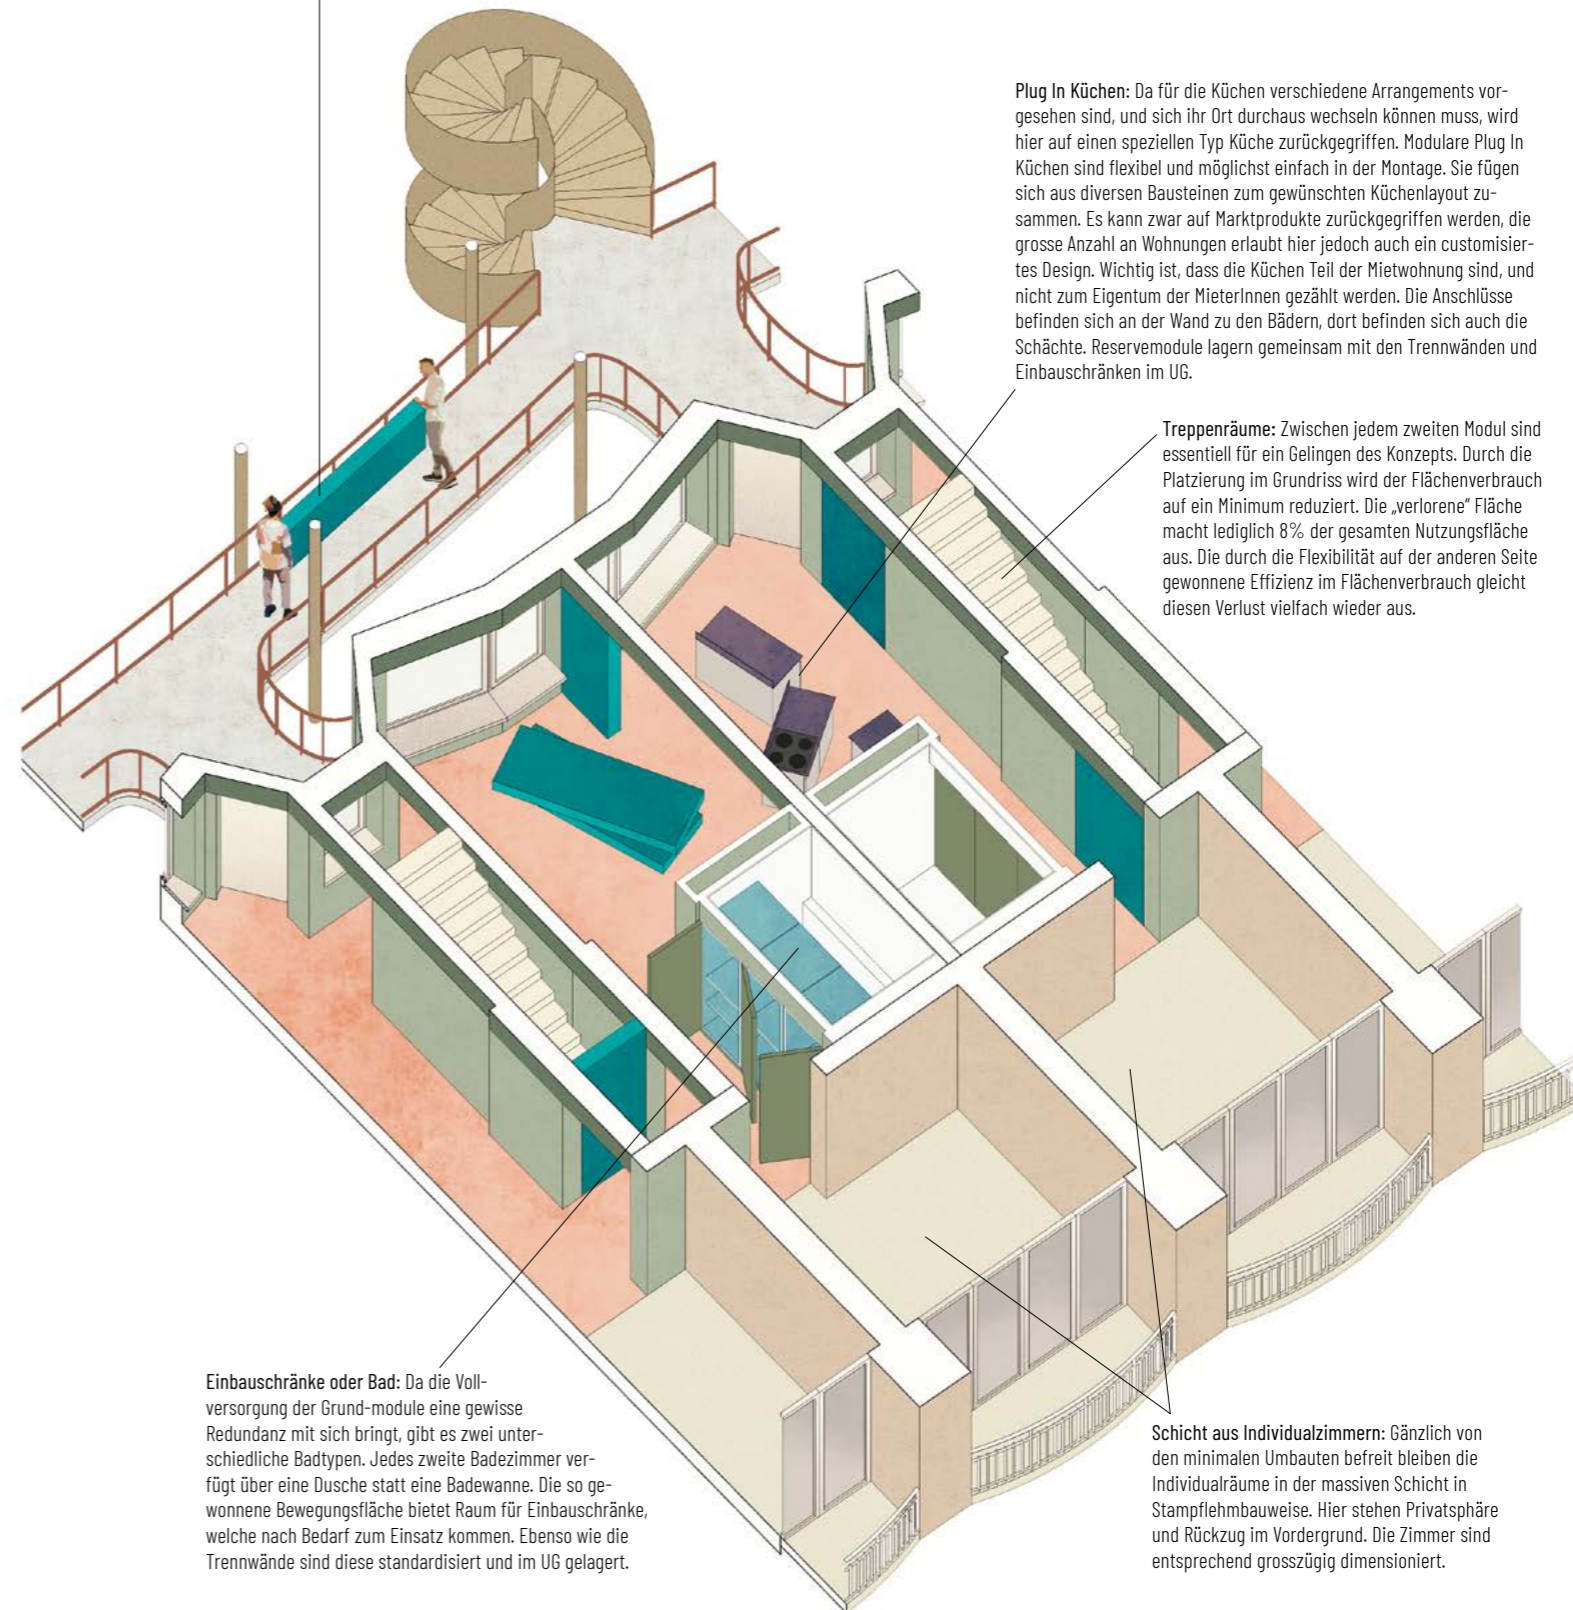 Plug In Küchen: Da für die Küchen verschiedene Arrangements vor-
gesehen sind, und sich ihr Ort durchaus wechseln können muss, wird
hier auf einen speziellen Typ Küche zurückgegriffen. Modulare Plug In
Küchen sind flexibel und möglichst einfach in der Montage. Sie fügen
sich aus diversen Bausteinen zum gewünschten Küchenlayout zu-
sammen. Es kann zwar auf Marktprodukte zurückgegriffen werden, die
grosse Anzahl an Wohnungen erlaubt hier jedoch auch ein customisier-
tes Design. Wichtig ist, dass die Küchen Teil der Mietwohnung sind, und
nicht zum Eigentum der MieterInnen gezählt werden. Die Anschlüsse
befinden sich an der Wand zu den Bädern, dort befinden sich auch die
Schächte. Reservemodule lagern gemeinsam mit den Trennwänden und
Einbauschränken im UG.
Treppenräume: Zwischen jedem zweiten Modul sind
essentiell für ein Gelingen des Konzepts. Durch die
Platzierung im Grundriss wird der Flächenverbrauch
auf ein Minimum reduziert. Die „verlorene“ Fläche
macht lediglich 8% der gesamten Nutzungsfläche
aus. Die durch die Flexibilität auf der anderen Seite
gewonnene Effizienz im Flächenverbrauch gleicht
diesen Verlust vielfach wieder aus.
Einbauschränke oder Bad: Da die Voll-
versorgung der Grund-module eine gewisse
Redundanz mit sich bringt, gibt es zwei unter-
schiedliche Badtypen. Jedes zweite Badezimmer ver-
fügt über eine Dusche statt eine Badewanne. Die so ge-
wonnene Bewegungsfläche bietet Raum für Einbauschränke,
welche nach Bedarf zum Einsatz kommen. Ebenso wie die
Trennwände sind diese standardisiert und im UG gelagert.
Schicht aus Individualzimmern: Gänzlich von
den minimalen Umbauten befreit bleiben die
Individualräume in der massiven Schicht in
Stampflehmbauweise. Hier stehen Privatsphäre
und Rückzug im Vordergrund. Die Zimmer sind
entsprechend grosszügig dimensioniert.